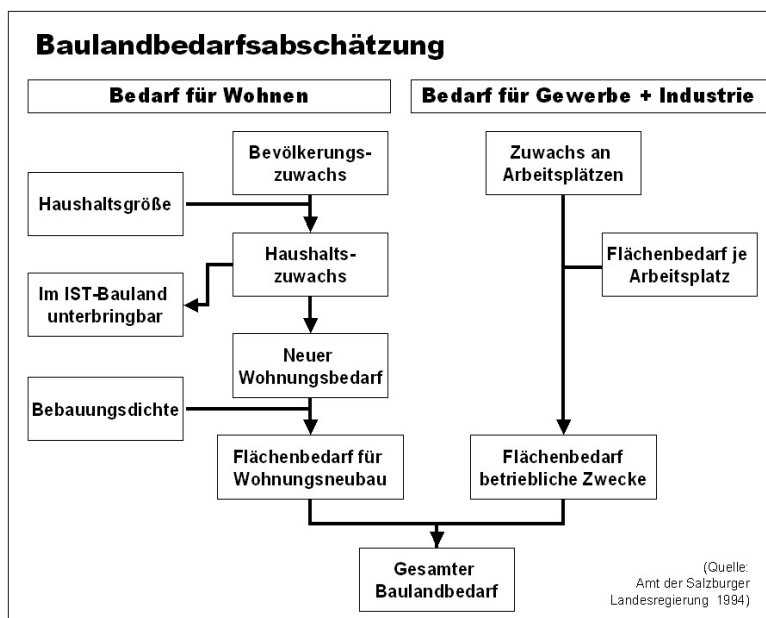 Baulandbedarfsabschätzung
Bedarf für Wohnen
Bedarf für Gewerbe + Industrie
Bevölkerungs-
zuwachs
Zuwachs an
Arbeitsplätzen
Haushaltsgröße
Haushalts-
zuwachs
Flächenbedarf je
Arbeitsplatz
Im IST-Bauland
unterbringbar
Neuer
Wohnungsbedarf
Bebauungsdichte
Flächenbedarf für
Wohnungsneubau
Flächenbedarf
betriebliche Zwecke
Gesamter
Baulandbedarf
(Quelle:
Amt der Salzburger
Landesregierung 1994)